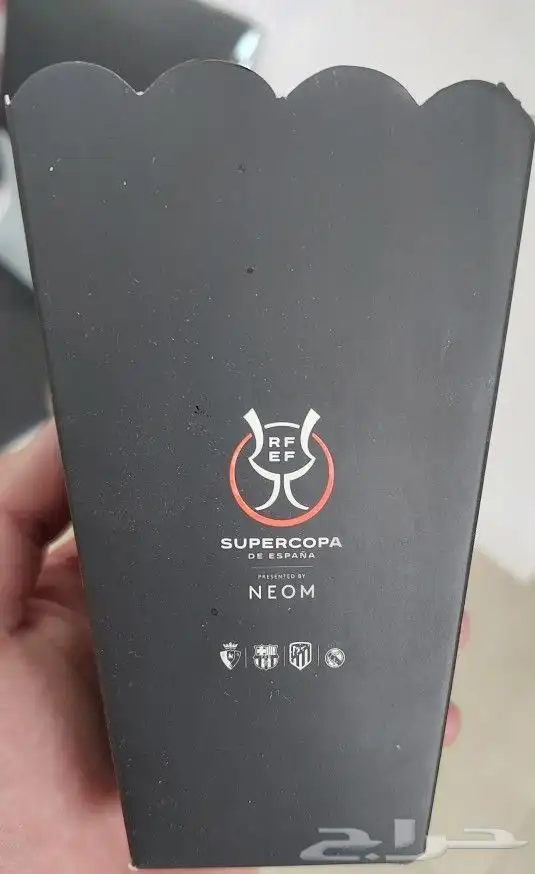 RF
EF
SUPERCOPA
DE ESPAÑA
PRESENTED BY
NEOM
حراج